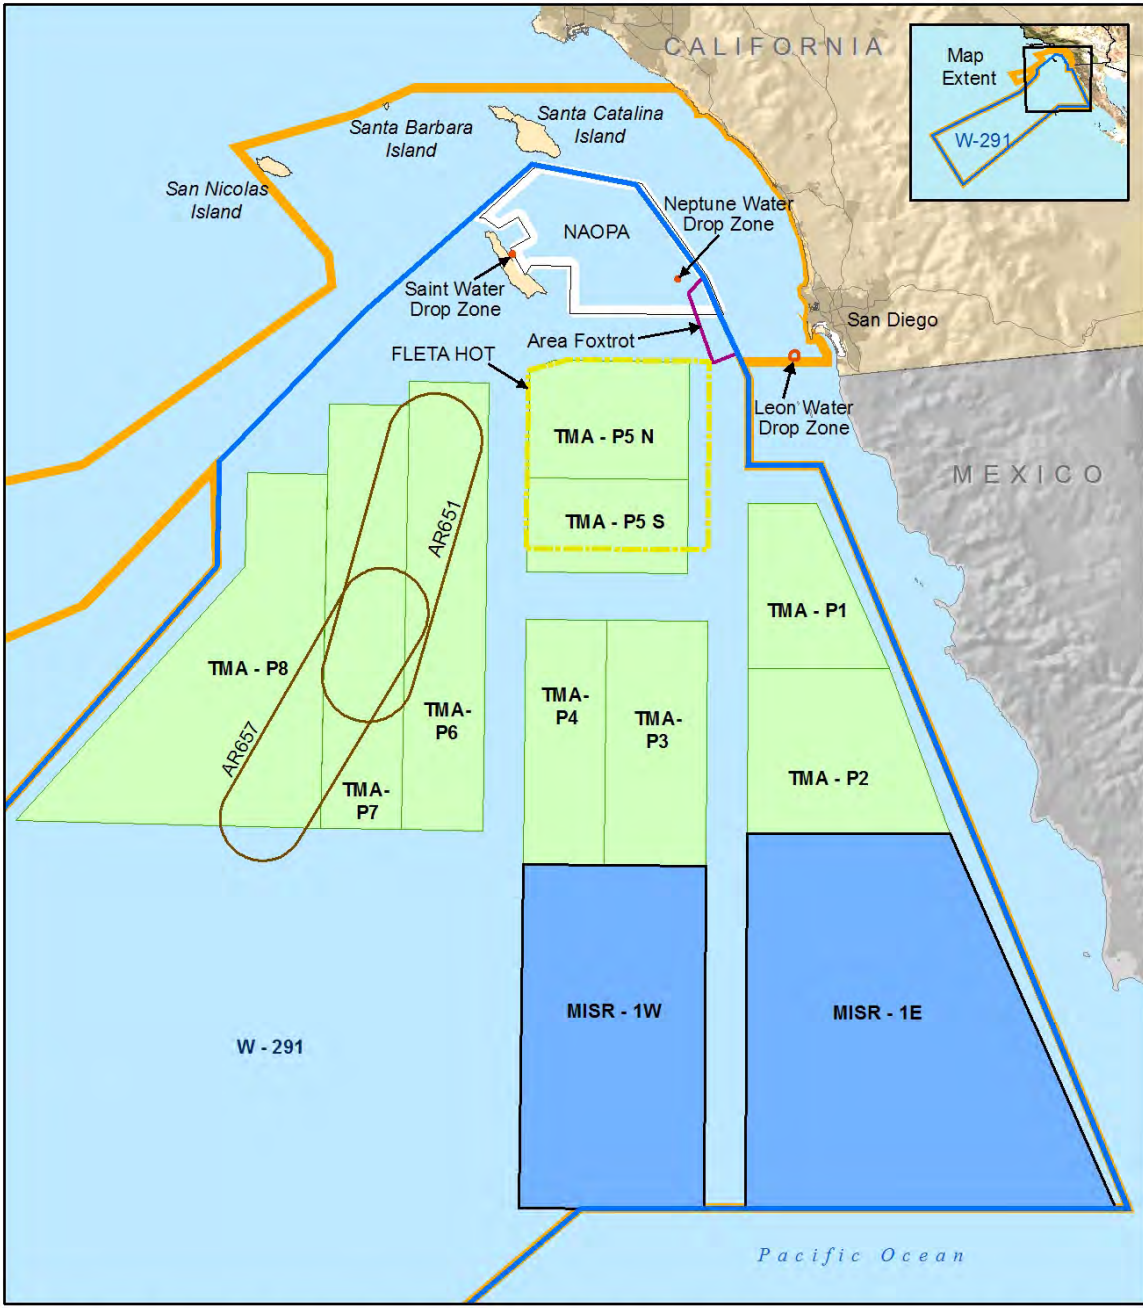 CALIFORNIA
Map
Extent
W-291
Santa Catalina
Island
Santa Barbara
Island
San Nicolas
Island
Neptune Water
Drop Zone
NAOPA
Saint Water
Drop Zone
San Diego
Area Foxtrot
FLETA HOT
Leon Water
Drop Zone
TMA - P5 N
MEXICO
TMA - P5 S
AR651
TMA - P1
TMA - P8
TMA-
P4
TMA-
P6
TMA-
P3
AR657
TMA - P2
TMA-
P7
MISR - 1W
MISR - 1E
W - 291
Pacific Ocean